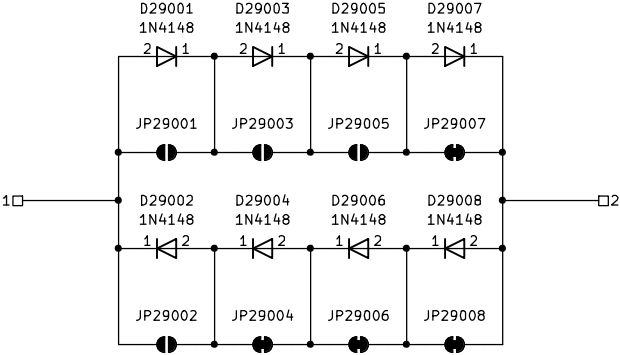 D29001 D29003 D29005 D29007
1N4148 1N4148 1N4148 1N4148
2 1 2 1 2 1 2 1
JP29001 JP29003 JP29005 JP29007
1 2
D29002 D29004 D29006 D29008
1N4148 1N4148 1N4148 1N4148
1 2 1 2 1 2 1 2
JP29002 JP29004 JP29006 JP29008